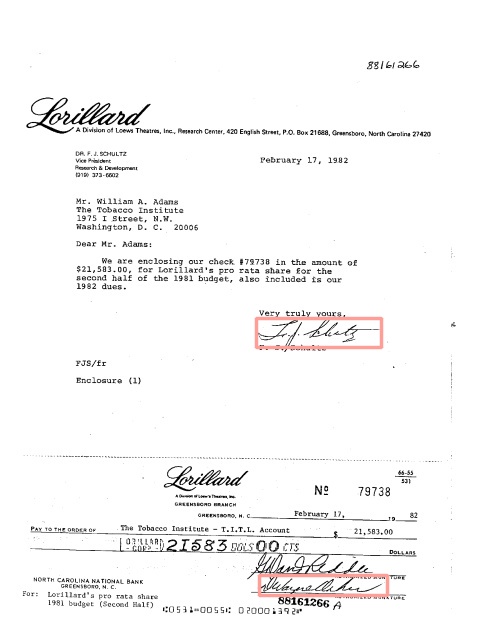 88161266
Lorillard
A Division of Loews Theatres, Inc., Research Center, 420 English Street, P.O. Box 21688, Greensboro, North Carolina 27420
DR. F. J. SCHULTZ
Vice President
Research & Development
(919) 373-6602
February 17, 1982
Mr. William A. Adams
The Tobacco Institute
1975 I Street, N.W.
Washington, D. C. 20006
Dear Mr. Adams:
We are enclosing our check #79738 in the amount of
$21,583.00, for Lorillard's pro rata share for the
second half of the 1981 budget, also included is our
1982 dues.
Very truly yours,
F. J. Schultz
FJS/fr
Enclosure (1)
Lorillard
A Division of Loew's Theatres, Inc.
GREENSBORO BRANCH
66-55
531
Nº 79738
GREENSBORO, N. C. February 17, 19 82
PAY TO THE ORDER OF The Tobacco Institute - T.I.T.L. Account $ 21,583.00
LORILLARD CORP 21583 DOLS 00 CTS
DOLLARS
NORTH CAROLINA NATIONAL BANK
GREENSBORO, N. C.
SIGNATURE
For: Lorillard's pro rata share
1981 budget (Second Half)
88161266 A
SIGNATURE
⑆0531⑉0055⑆ 020001392⑈